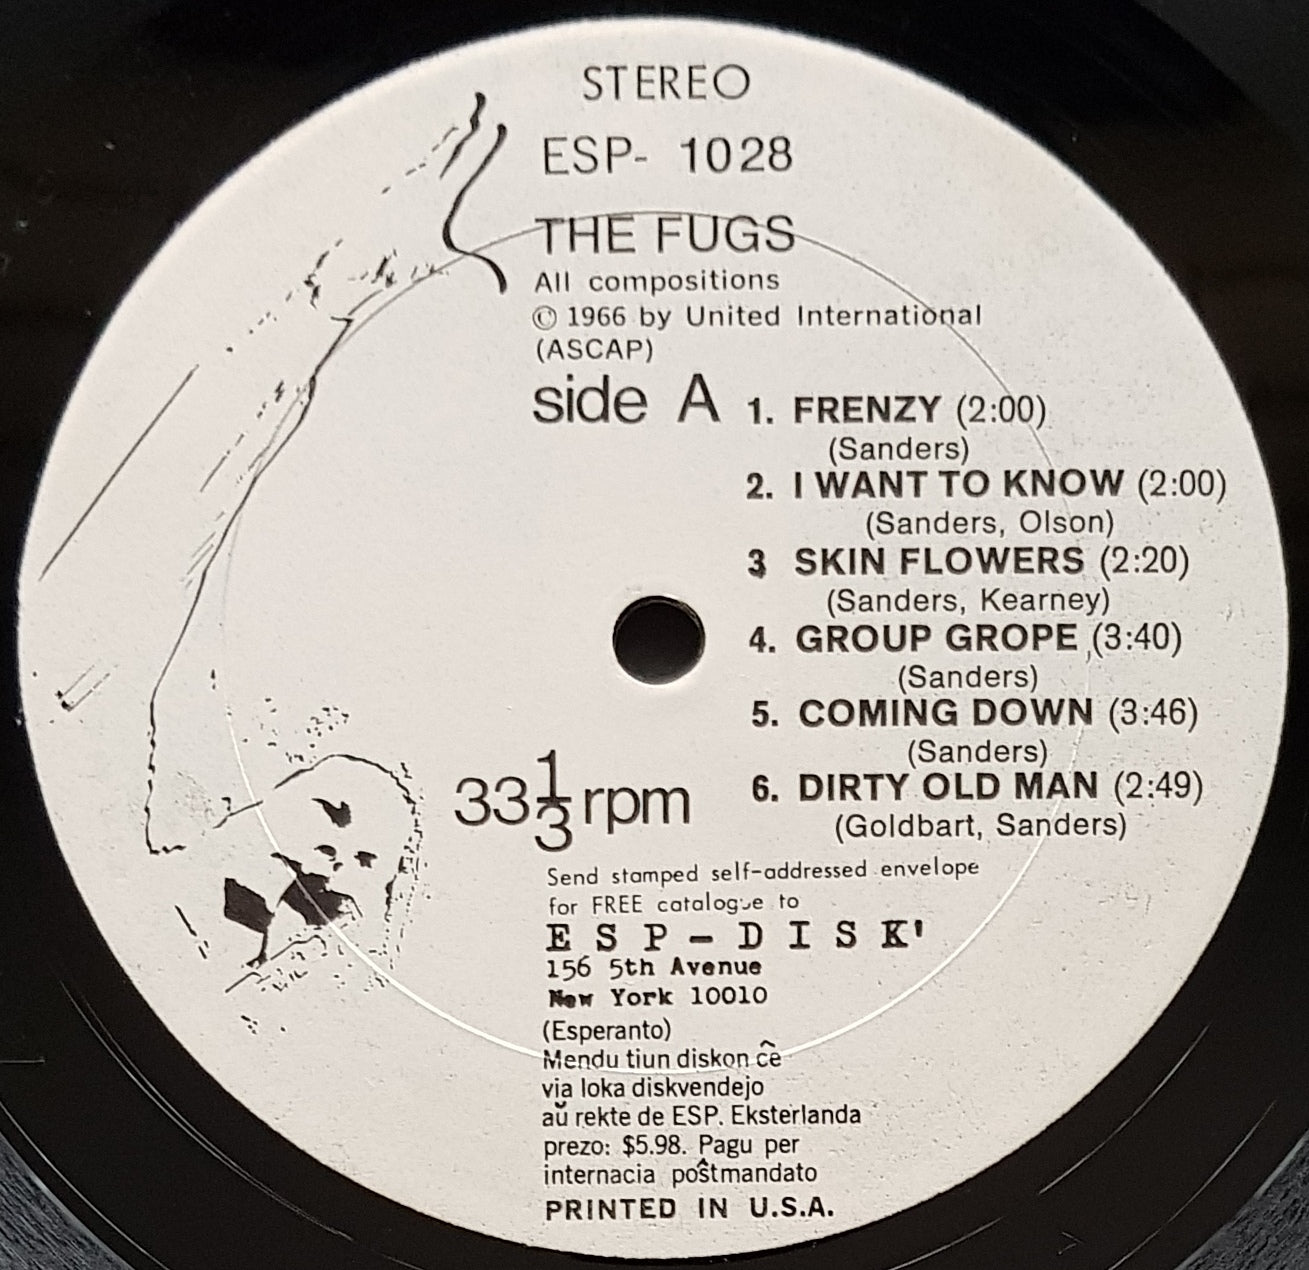 STEREO
ESP- 1028
THE FUGS
All compositions
© 1966 by United International
(ASCAP)
side A
1. FRENZY (2:00)
(Sanders)
2. I WANT TO KNOW (2:00)
(Sanders, Olson)
3 SKIN FLOWERS (2:20)
(Sanders, Kearney)
4. GROUP GROPE (3:40)
(Sanders)
5. COMING DOWN (3:46)
(Sanders)
6. DIRTY OLD MAN (2:49)
(Goldbart, Sanders)
33 1/3 rpm
Send stamped self-addressed envelope
for FREE catalogue to
ESP-DISK'
156 5th Avenue
New York 10010
(Esperanto)
Mendu tiun diskon ĉe
via loka diskvendejo
aŭ rekte de ESP. Eksterlanda
prezo: $5.98. Pagu per
internacia poŝtmandato
PRINTED IN U.S.A.